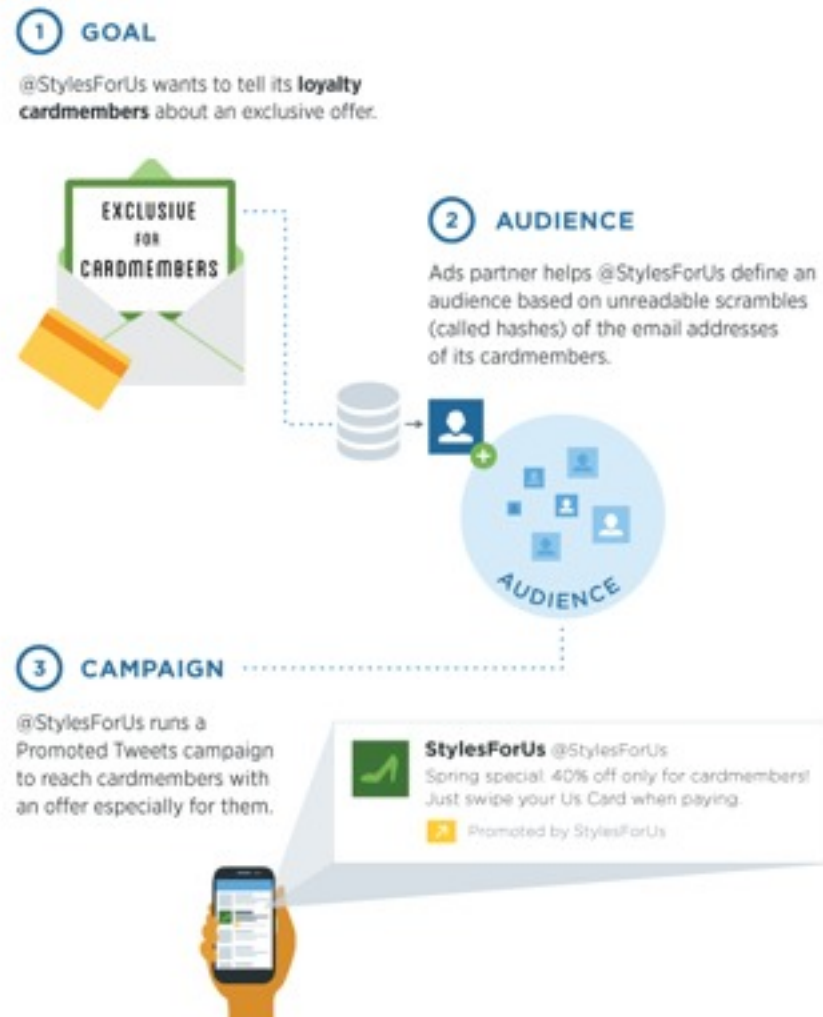 1 GOAL
@StylesForUs wants to tell its loyalty
cardmembers about an exclusive offer.
EXCLUSIVE
FOR
CARDMEMBERS
2 AUDIENCE
Ads partner helps @StylesForUs define an
audience based on unreadable scrambles
(called hashes) of the email addresses
of its cardmembers.
AUDIENCE
3 CAMPAIGN
@StylesForUs runs a
Promoted Tweets campaign
to reach cardmembers with
an offer especially for them.
StylesForUs @StylesForUs
Spring special: 40% off only for cardmembers!
Just swipe your Us Card when paying.
Promoted by StylesForUs